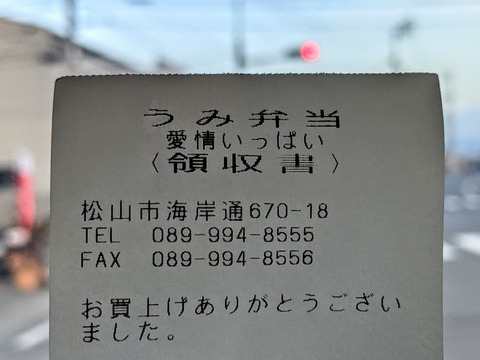 うみ弁当
愛情いっぱい
〈領収書〉
松山市海岸通670-18
TEL 089-994-8555
FAX 089-994-8556
お買上げありがとうござい
ました。